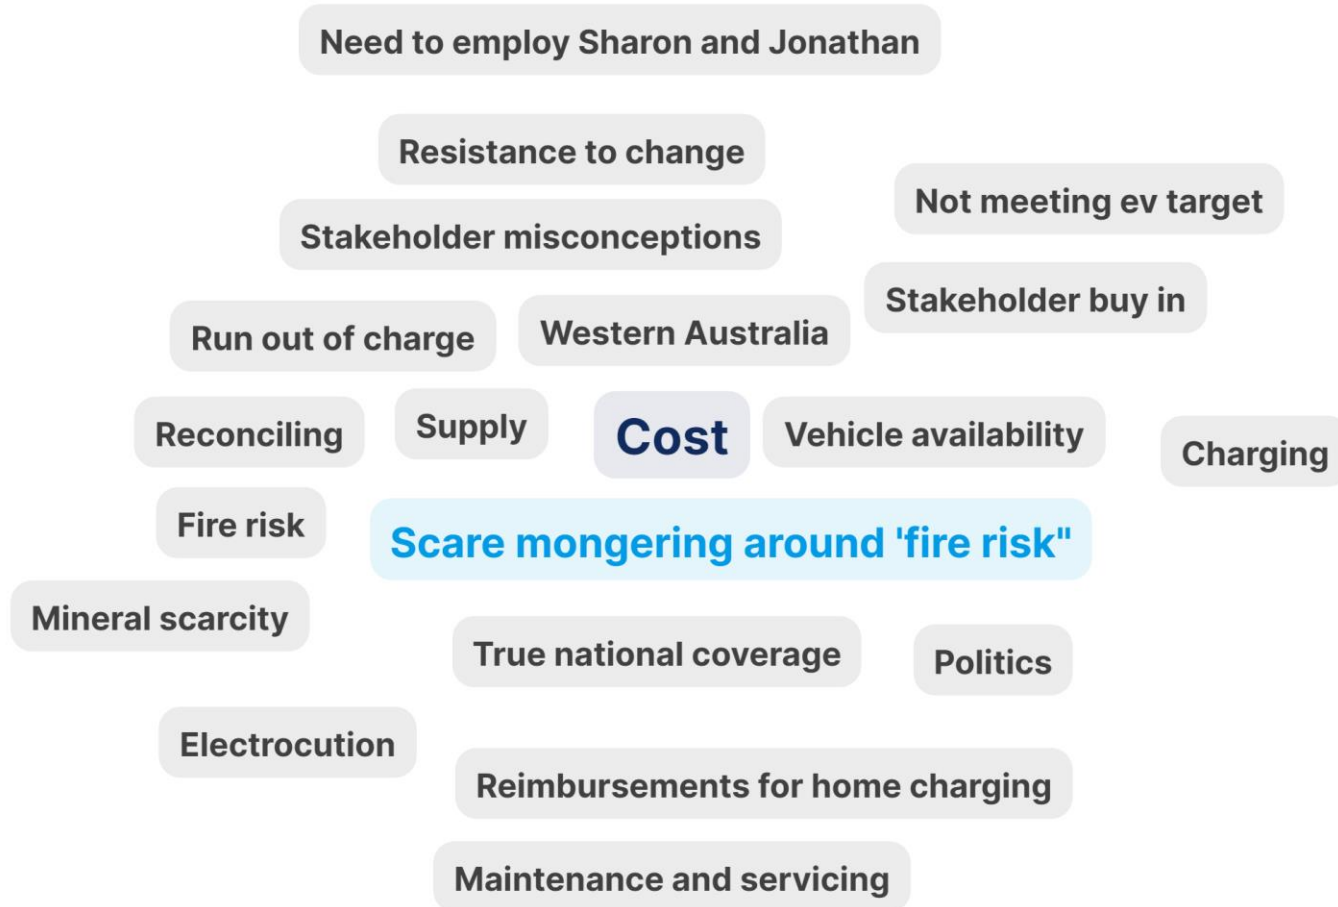 Need to employ Sharon and Jonathan
Resistance to change
Not meeting ev target
Stakeholder misconceptions
Stakeholder buy in
Run out of charge
Western Australia
Reconciling
Supply
Cost
Vehicle availability
Charging
Fire risk
Scare mongering around 'fire risk"
Mineral scarcity
True national coverage
Politics
Electrocution
Reimbursements for home charging
Maintenance and servicing